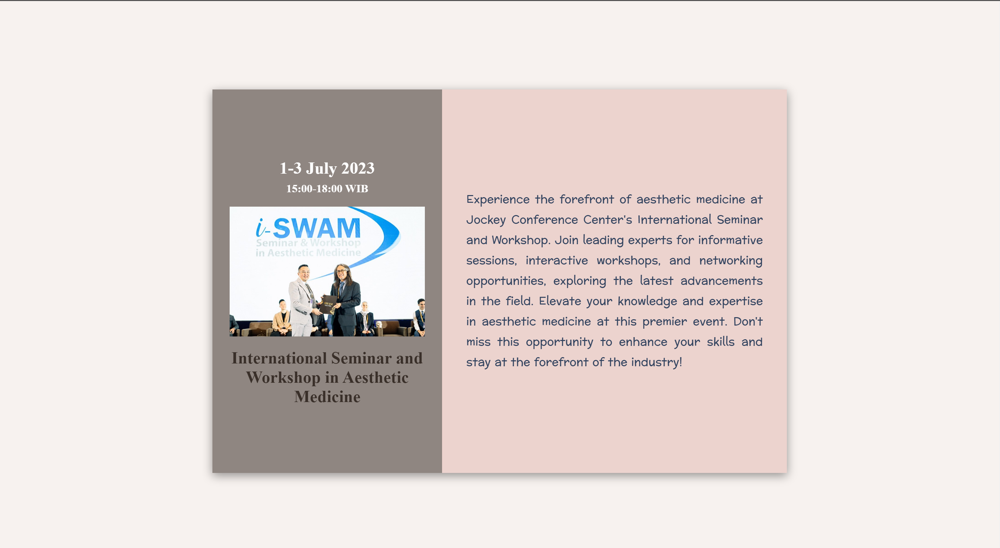 1-3 July 2023
15:00-18:00 WIB
i-SWAM
Seminar & Workshop
in Aesthetic Medicine
SWAM
International Seminar and
Workshop in Aesthetic
Medicine
Experience the forefront of aesthetic medicine at
Jockey Conference Center's International Seminar
and Workshop. Join leading experts for informative
sessions, interactive workshops, and networking
opportunities, exploring the latest advancements
in the field. Elevate your knowledge and expertise
in aesthetic medicine at this premier event. Don't
miss this opportunity to enhance your skills and
stay at the forefront of the industry!